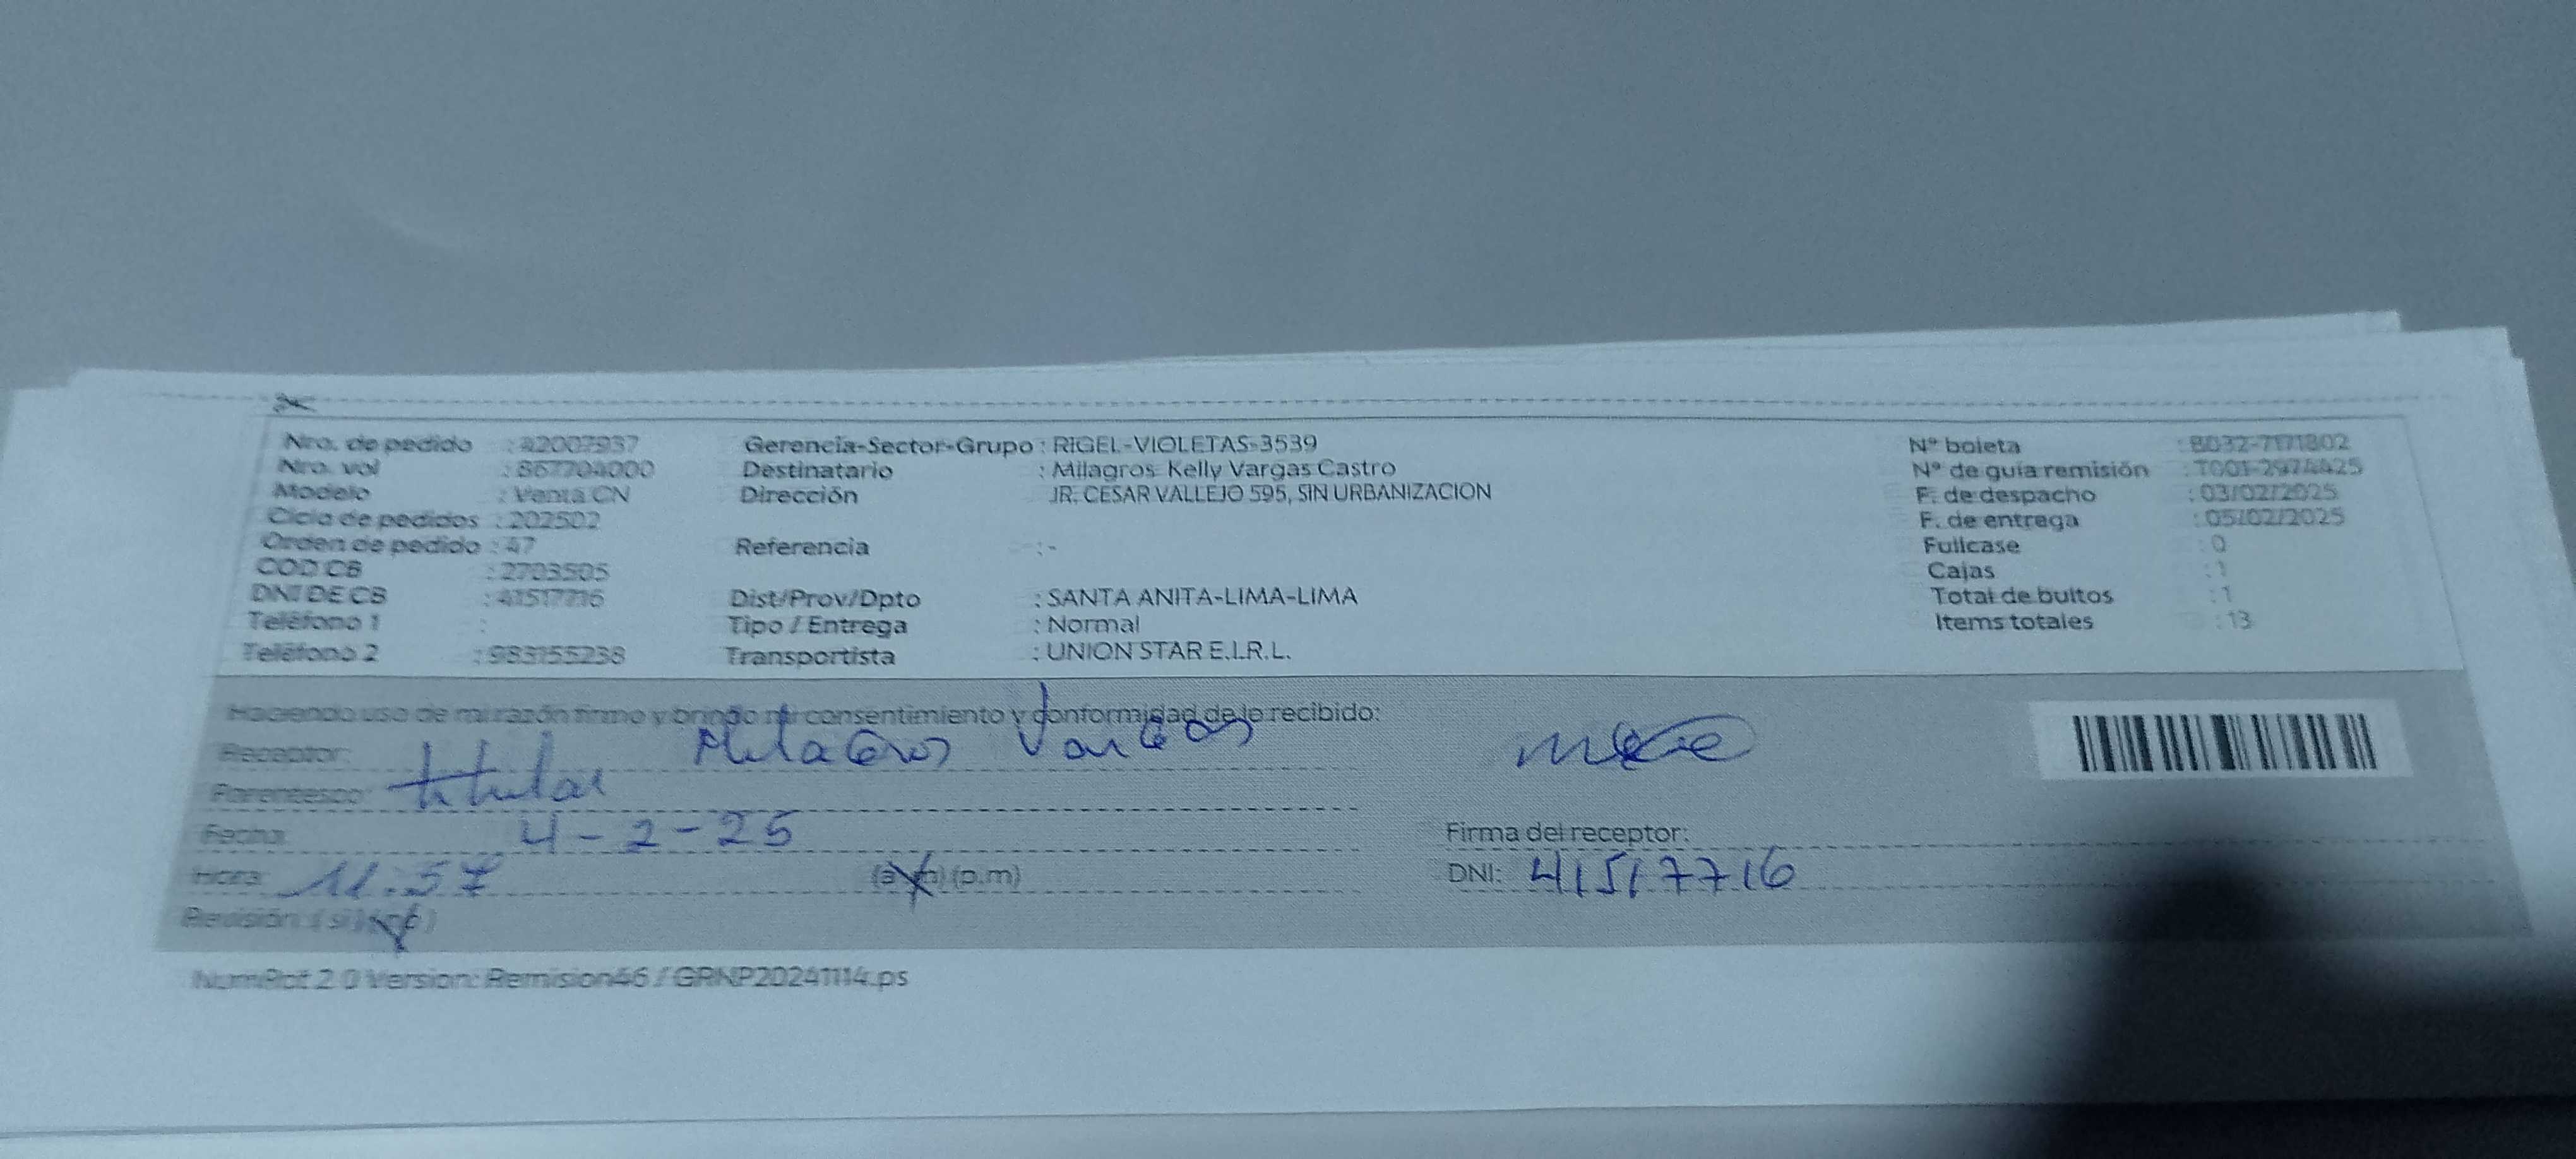 Nro. de pedido : 42007937 Gerencia-Sector-Grupo : RIGEL-VIOLETAS-3539 Nº boleta : B032-7171802
Nro. vol : 867704000 Destinatario : Milagros Kelly Vargas Castro Nº de guía remisión : T001-2974425
Modelo : Venta CN Dirección JR. CESAR VALLEJO 595, SIN URBANIZACION F. de despacho : 03/02/2025
Ciclo de pedidos : 202502 F. de entrega : 05/02/2025
Orden de pedido : 47 Referencia : - Fullcase : 0
COD CB : 2703505 Cajas : 1
DNI DE CB : 41517716 Dist/Prov/Dpto : SANTA ANITA-LIMA-LIMA Total de bultos : 1
Teléfono 1 : Tipo / Entrega : Normal Items totales : 13
Teléfono 2 : 983155238 Transportista : UNION STAR E.I.R.L.
Haciendo uso de mi razón firmo y brindo mi consentimiento y conformidad de lo recibido:
Receptor: Milagros Vargas
Parentesco: titular
Fecha: 4-2-25 Firma del receptor:
Hora: 11:57 (a.m) (p.m) DNI: 41517716
Revisión: ( si ) ( no )
NumPct 2.0 Version: Remision46 / GRNP20241114.ps